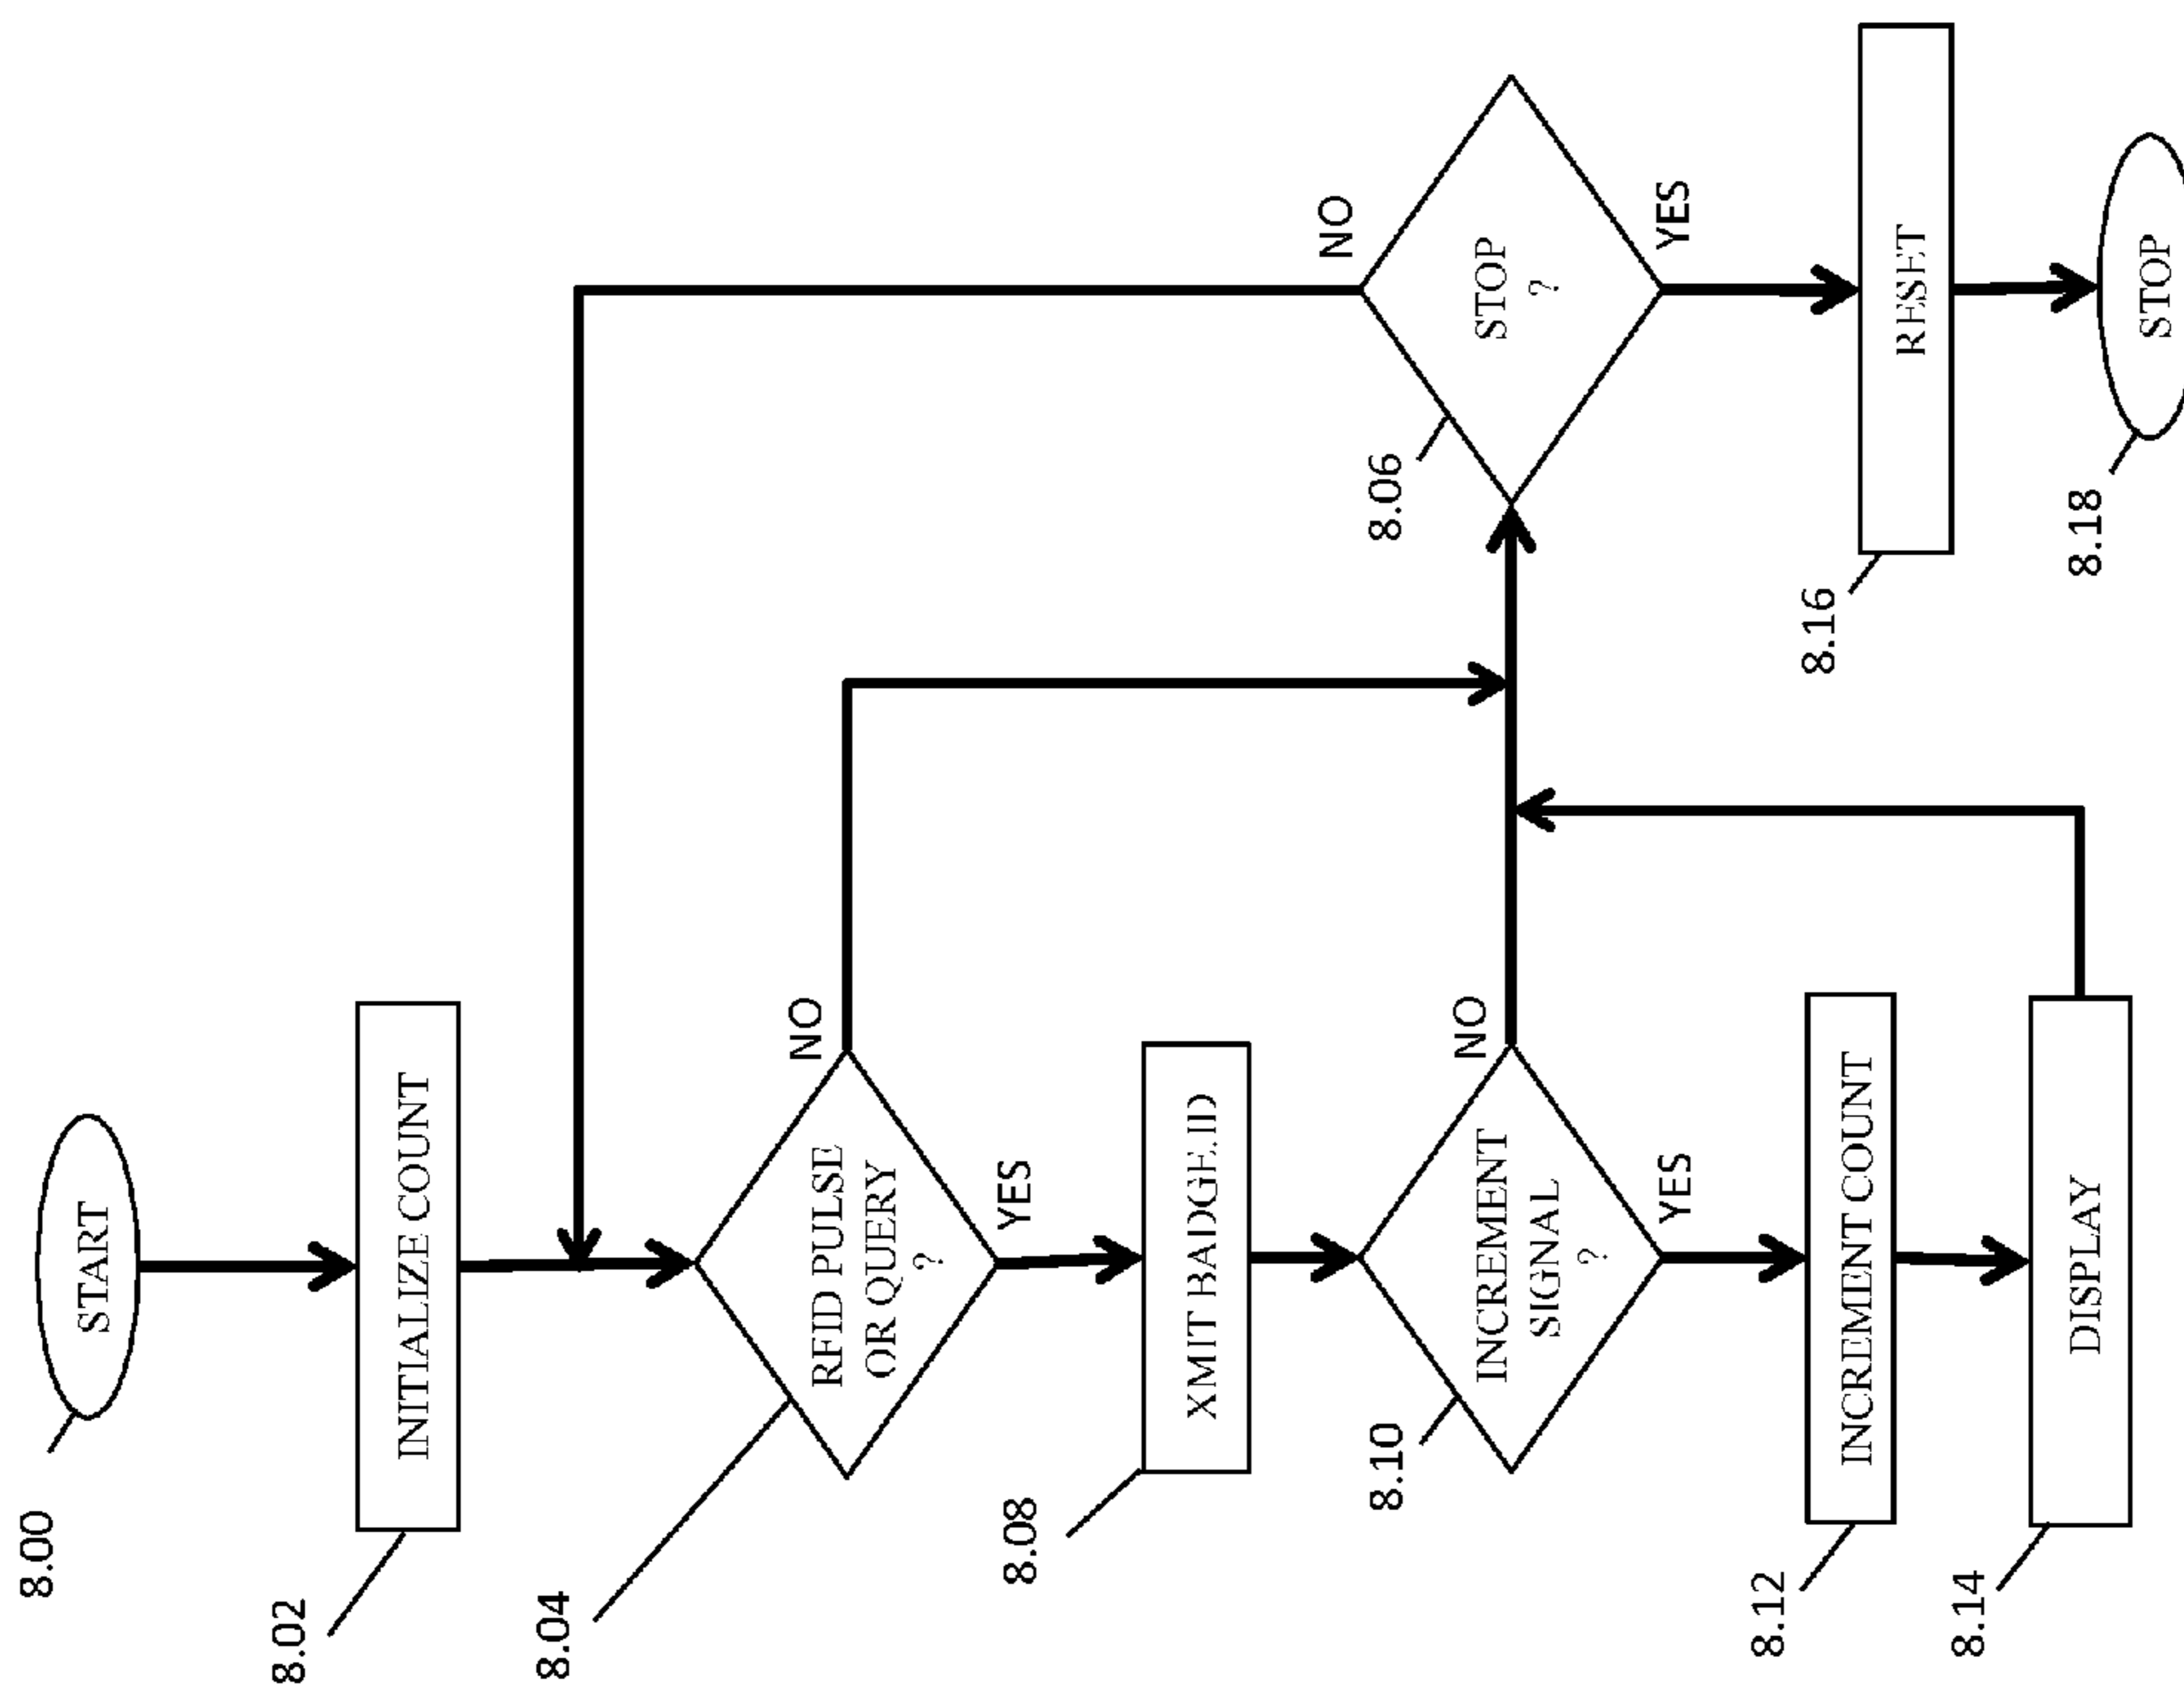 8.00
START
8.02
INITIALIZE COUNT
8.04
RFID PULSE
OR QUERY
?
NO
YES
8.08
XMIT BADGE.ID
8.10
INCREMENT
SIGNAL
?
NO
YES
8.12
INCREMENT COUNT
8.14
DISPLAY
8.06
STOP
?
NO
YES
8.16
RESET
8.18
STOP